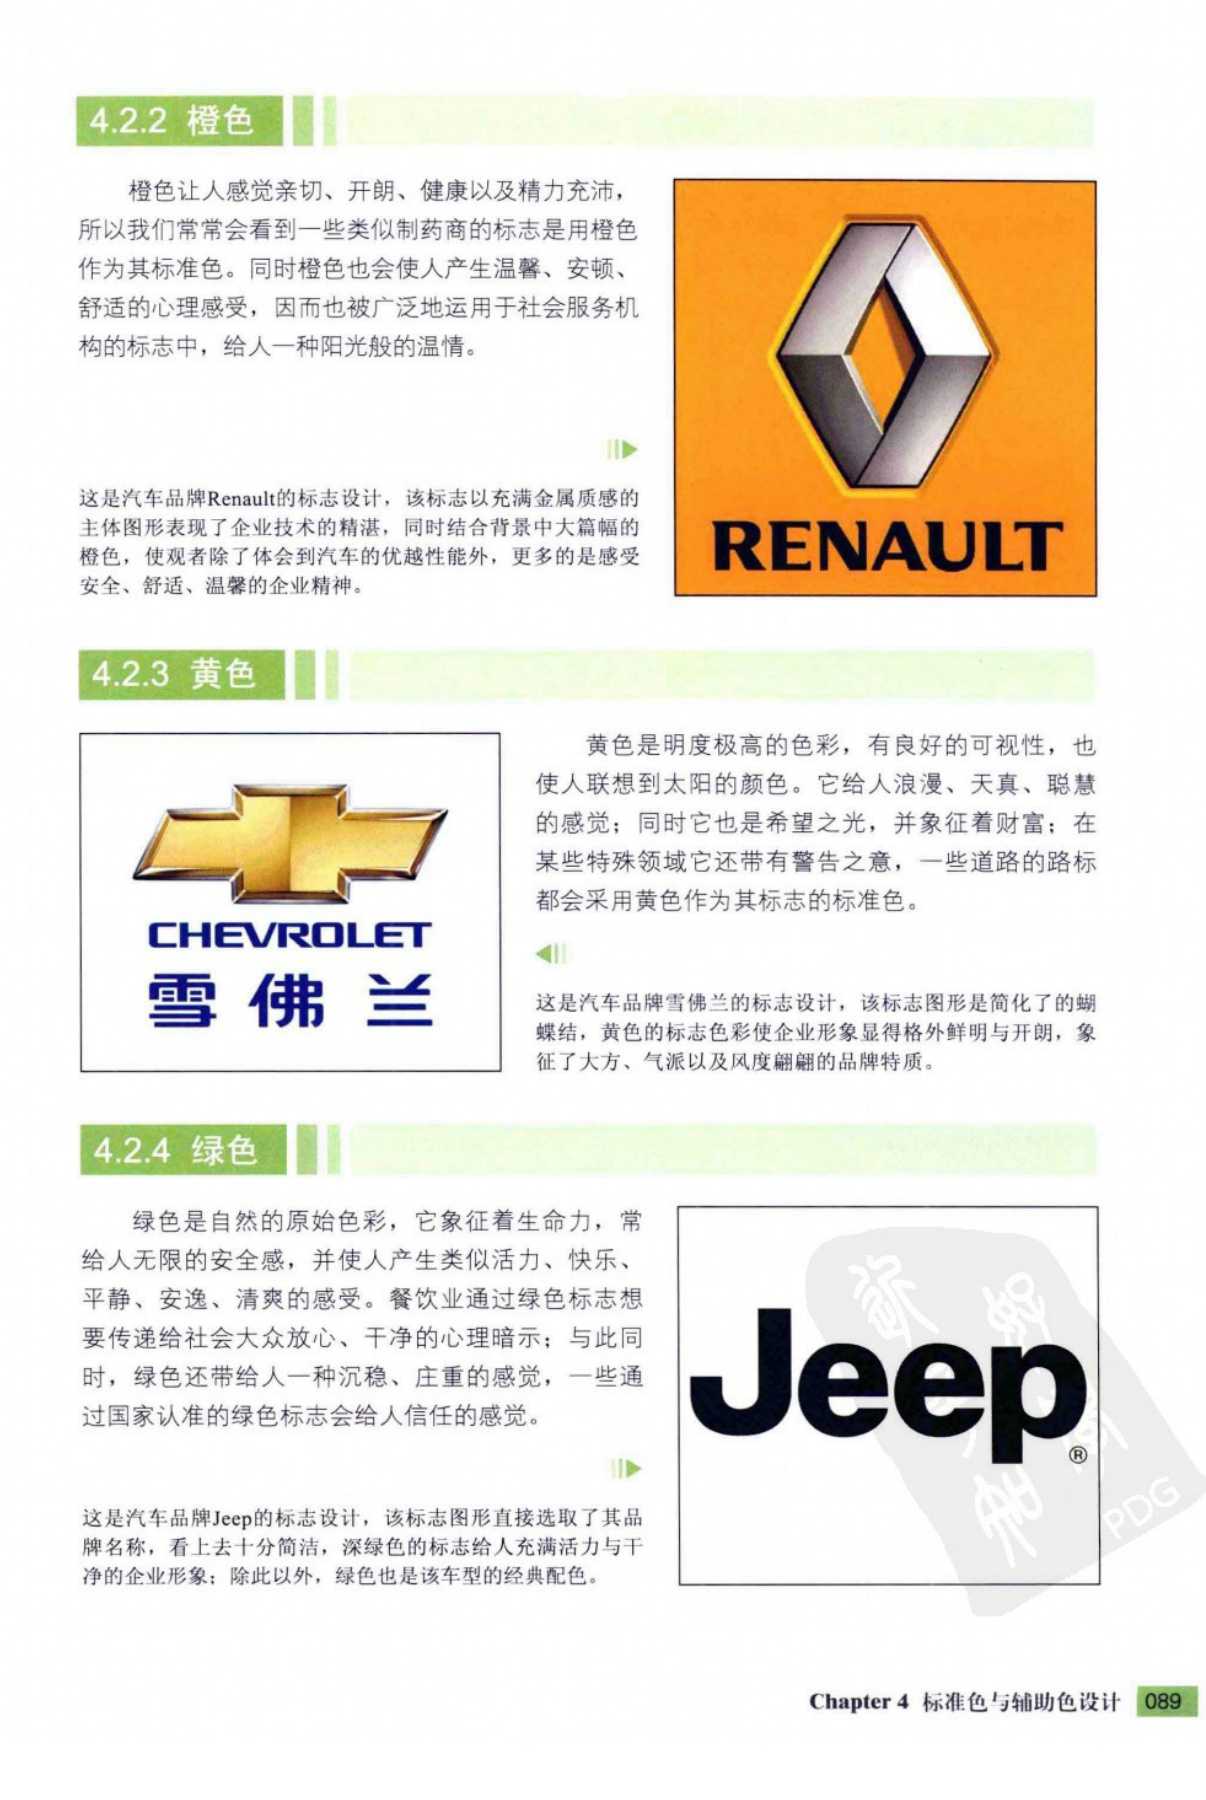 4.2.2 橙色
橙色让人感觉亲切、开朗、健康以及精力充沛，
所以我们常常会看到一些类似制药商的标志是用橙色
作为其标准色。同时橙色也会使人产生温馨、安顿、
舒适的心理感受，因而也被广泛地运用于社会服务机
构的标志中，给人一种阳光般的温情。
这是汽车品牌Renault的标志设计，该标志以充满金属质感的
主体图形表现了企业技术的精湛，同时结合背景中大篇幅的
橙色，使观者除了体会到汽车的优越性能外，更多的是感受
安全、舒适、温馨的企业精神。
RENAULT
4.2.3 黄色
CHEVROLET
雪佛兰
黄色是明度极高的色彩，有良好的可视性，也
使人联想到太阳的颜色。它给人浪漫、天真、聪慧
的感觉；同时它也是希望之光，并象征着财富；在
某些特殊领域它还带有警告之意，一些道路的路标
都会采用黄色作为其标志的标准色。
这是汽车品牌雪佛兰的标志设计，该标志图形是简化了的蝴
蝶结，黄色的标志色彩使企业形象显得格外鲜明与开朗，象
征了大方、气派以及风度翩翩的品牌特质。
4.2.4 绿色
绿色是自然的原始色彩，它象征着生命力，常
给人无限的安全感，并使人产生类似活力、快乐、
平静、安逸、清爽的感受。餐饮业通过绿色标志想
要传递给社会大众放心、干净的心理暗示；与此同
时，绿色还带给人一种沉稳、庄重的感觉，一些通
过国家认准的绿色标志会给人信任的感觉。
这是汽车品牌Jeep的标志设计，该标志图形直接选取了其品
牌名称，看上去十分简洁，深绿色的标志给人充满活力与干
净的企业形象；除此以外，绿色也是该车型的经典配色。
Jeep®
PDG
Chapter 4 标准色与辅助色设计 089